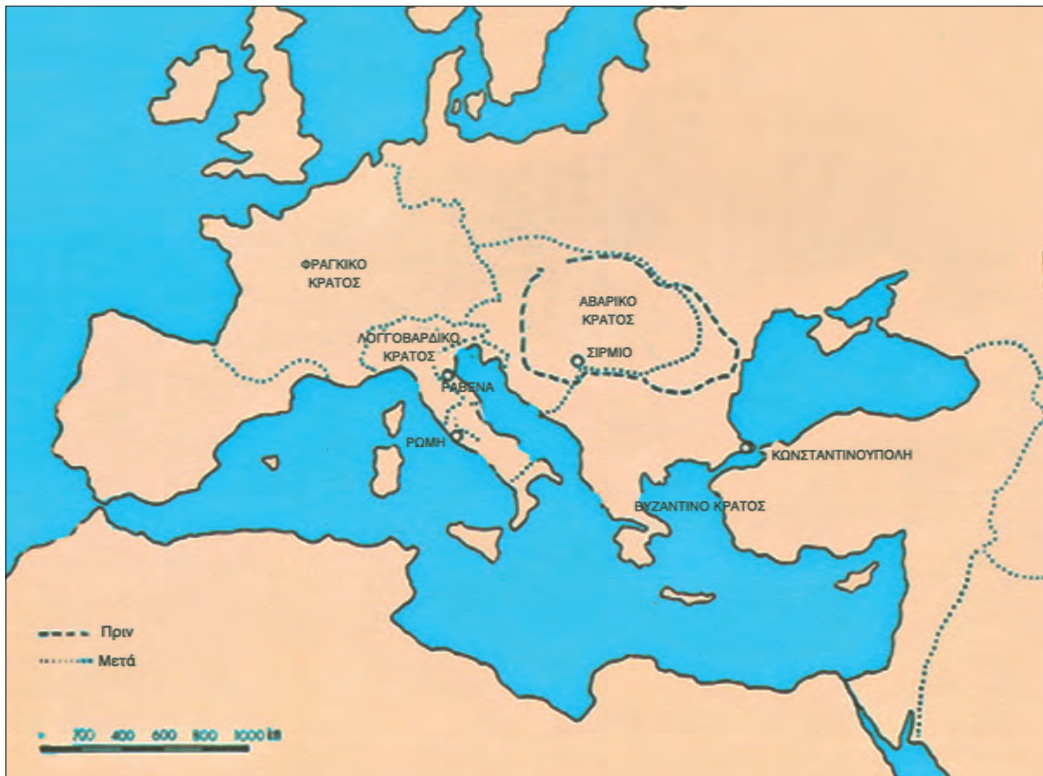 ΦΡΑΓΚΙΚΟ
ΚΡΑΤΟΣ
ΑΒΑΡΙΚΟ
ΚΡΑΤΟΣ
ΛΟΓΓΟΒΑΡΔΙΚΟ
ΚΡΑΤΟΣ
ΣΙΡΜΙΟ
ΡΑΒΕΝΑ
ΡΩΜΗ
ΚΩΝΣΤΑΝΤΙΝΟΥΠΟΛΗ
ΒΥΖΑΝΤΙΝΟ ΚΡΑΤΟΣ
Πριν
Μετά
400 600 800 1000